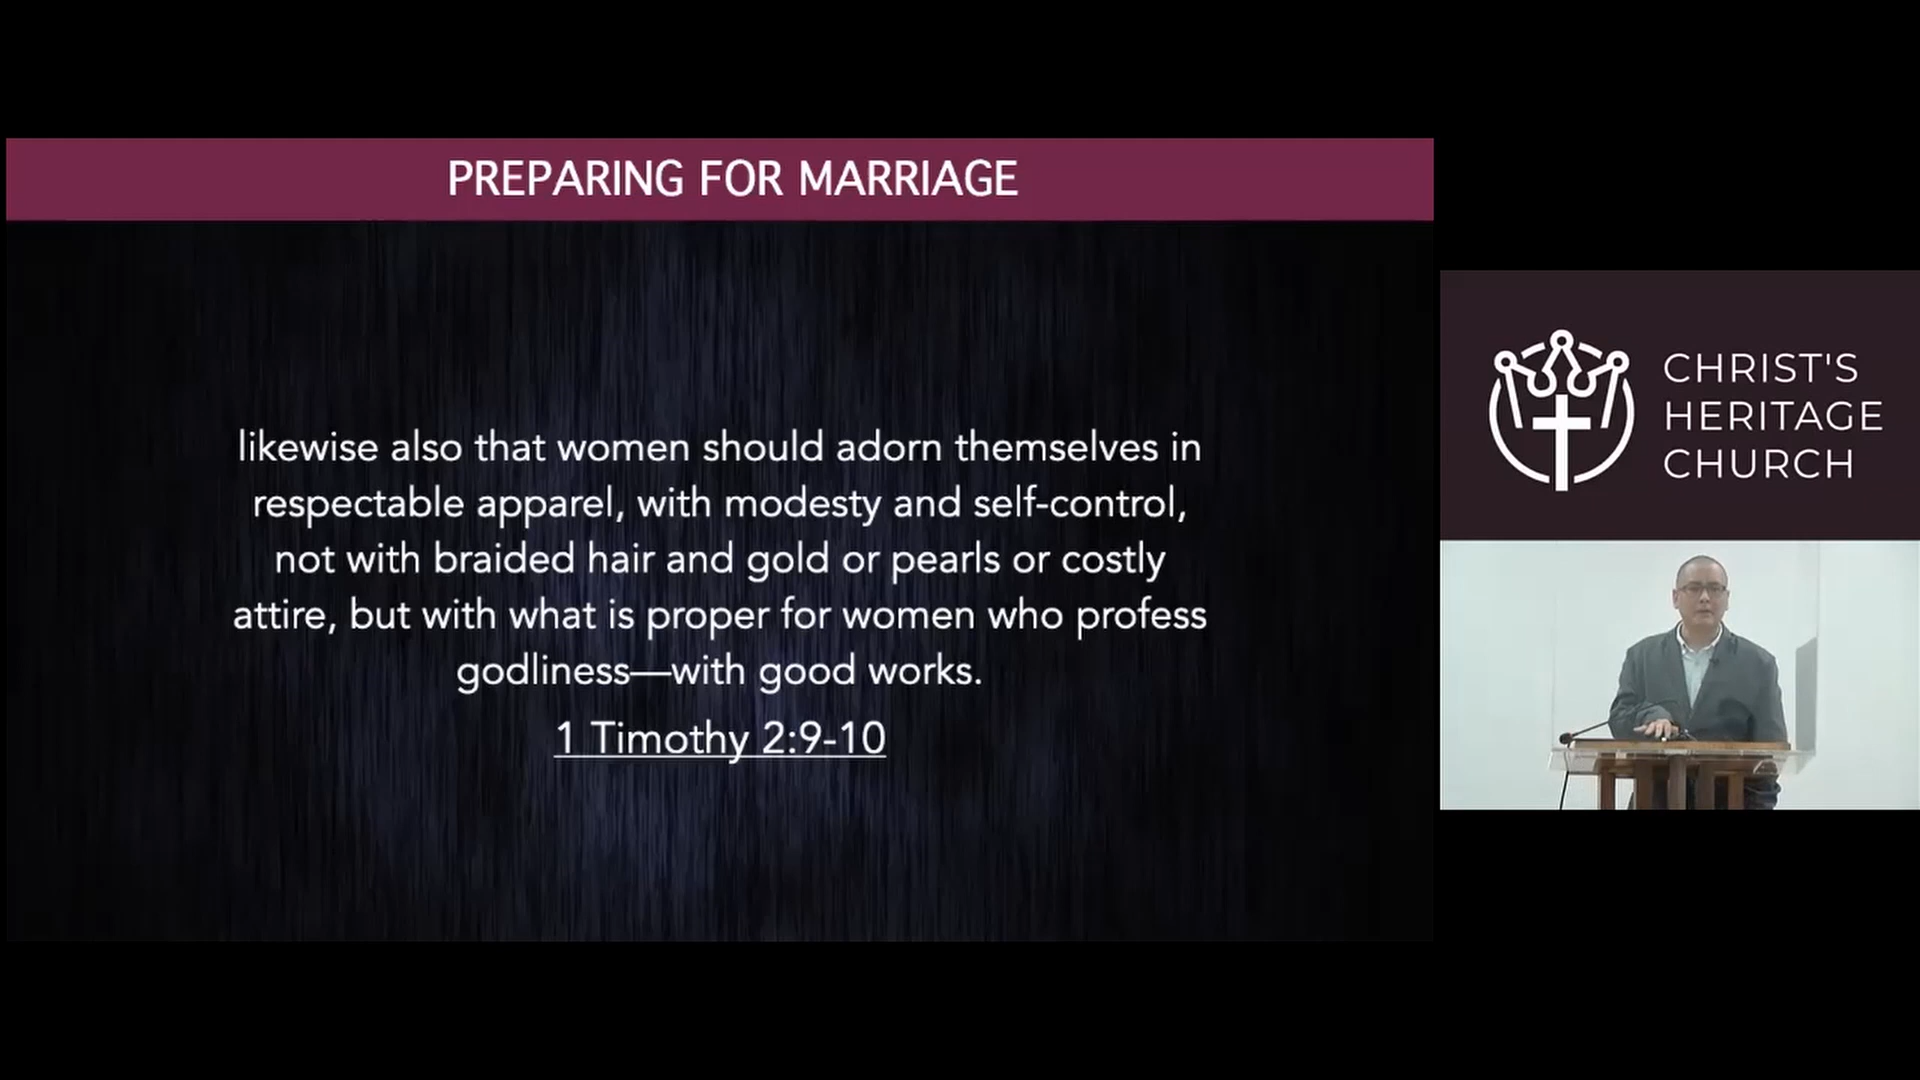 PREPARING FOR MARRIAGE
likewise also that women should adorn themselves in
respectable apparel, with modesty and self-control,
not with braided hair and gold or pearls or costly
attire, but with what is proper for women who profess
godliness—with good works.
1 Timothy 2:9-10
CHRIST'S
HERITAGE
CHURCH